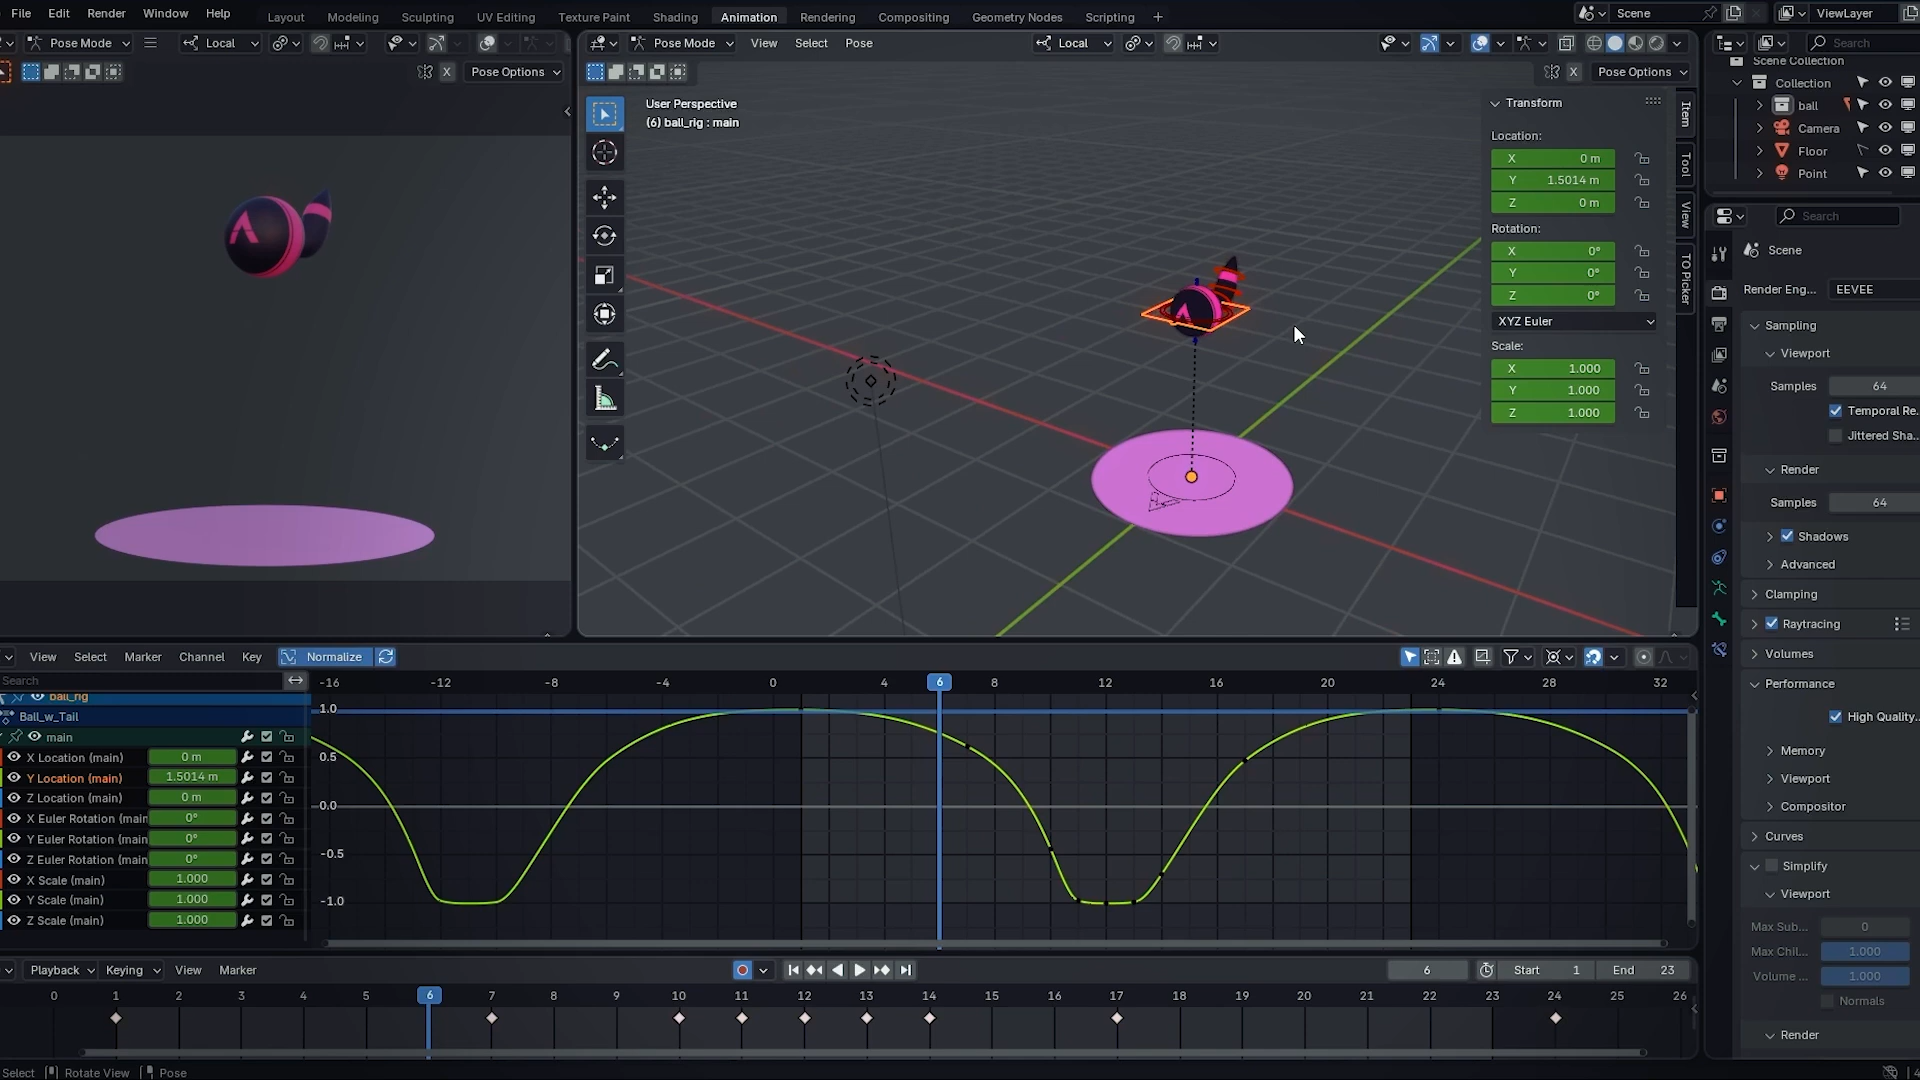 File Edit Render Window Help
Layout Modeling Sculpting UV Editing Texture Paint Shading Animation Rendering Compositing Geometry Nodes Scripting +
Scene
ViewLayer
Pose Mode
Local
Pose Mode View Select Pose
Local
Search
X Pose Options
X Pose Options
Scene Collection
Collection
ball
Camera
Floor
Point
User Perspective
(6) ball_rig : main
Transform
Location:
X 0 m
Y 1.5014 m
Z 0 m
Rotation:
X 0°
Y 0°
Z 0°
XYZ Euler
Scale:
X 1.000
Y 1.000
Z 1.000
Item
Tool
View
TO Picker
Search
Scene
Render Eng... EEVEE
Sampling
Viewport
Samples 64
Temporal Re...
Jittered Sha...
Render
Samples 64
Shadows
Advanced
Clamping
Raytracing
Volumes
Performance
High Quality...
Memory
Viewport
Compositor
Curves
Simplify
Viewport
Max Sub... 0
Max Chil... 1.000
Volume ... 1.000
Normals
Render
View Select Marker Channel Key Normalize
Search
-16 -12 -8 -4 0 6 8 12 16 20 24 28 32
ball_rig
Ball_w_Tail
main
X Location (main) 0 m
Y Location (main) 1.5014 m
Z Location (main) 0 m
X Euler Rotation (main 0°
Y Euler Rotation (main 0°
Z Euler Rotation (main 0°
X Scale (main) 1.000
Y Scale (main) 1.000
Z Scale (main) 1.000
1.0
0.5
0.0
-0.5
-1.0
Playback Keying View Marker
6 Start 1 End 23
0 1 2 3 4 5 6 7 8 9 10 11 12 13 14 15 16 17 18 19 20 21 22 23 24 25 26
Select Rotate View Pose